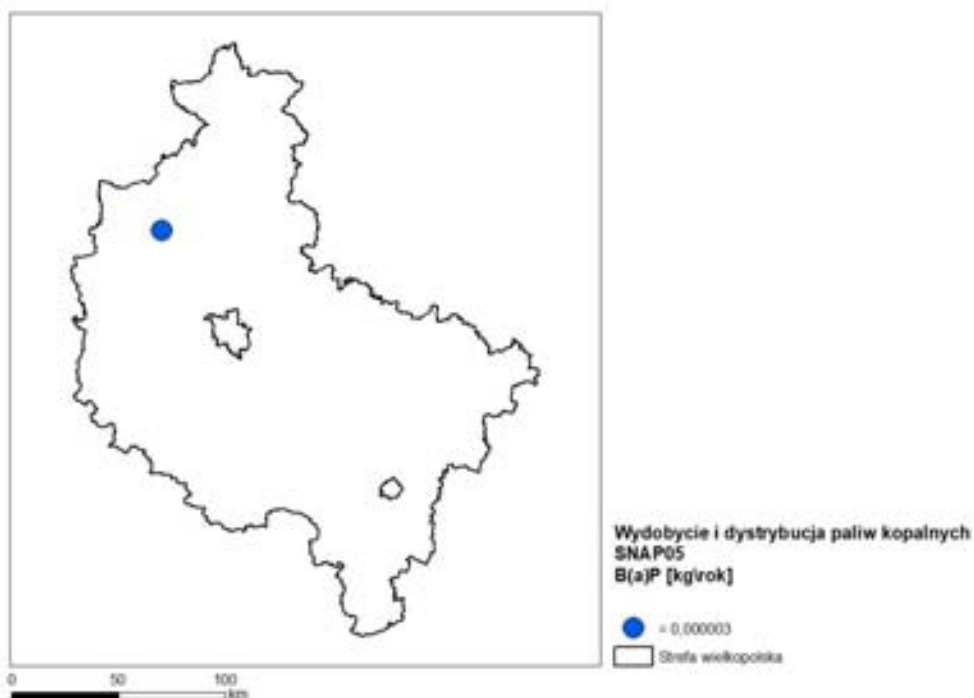 Wydobycie i dystrybucja paliw kopalnych
SNAP05
B(a)P [kg\rok]
= 0,000003
Strefa wielkopolska
0 50 100
km